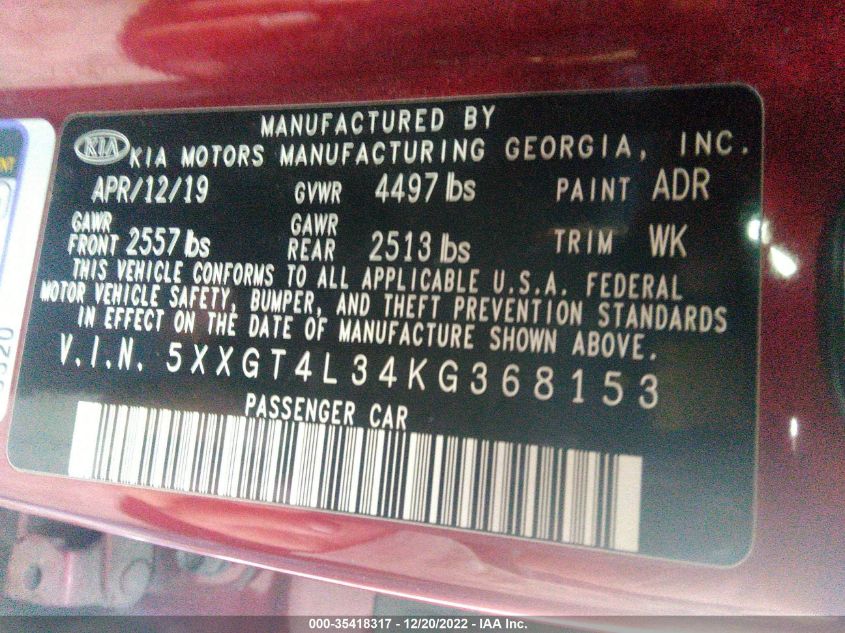 MANUFACTURED BY
KIA KIA MOTORS MANUFACTURING GEORGIA, INC.
APR/12/19 GVWR 4497 lbs PAINT ADR
GAWR FRONT 2557 lbs GAWR REAR 2513 lbs TRIM WK
THIS VEHICLE CONFORMS TO ALL APPLICABLE U.S.A. FEDERAL
MOTOR VEHICLE SAFETY, BUMPER, AND THEFT PREVENTION STANDARDS
IN EFFECT ON THE DATE OF MANUFACTURE SHOWN ABOVE.
V.I.N. 5XXGT4L34KG368153
PASSENGER CAR
000-35418317 - 12/20/2022 - IAA Inc.